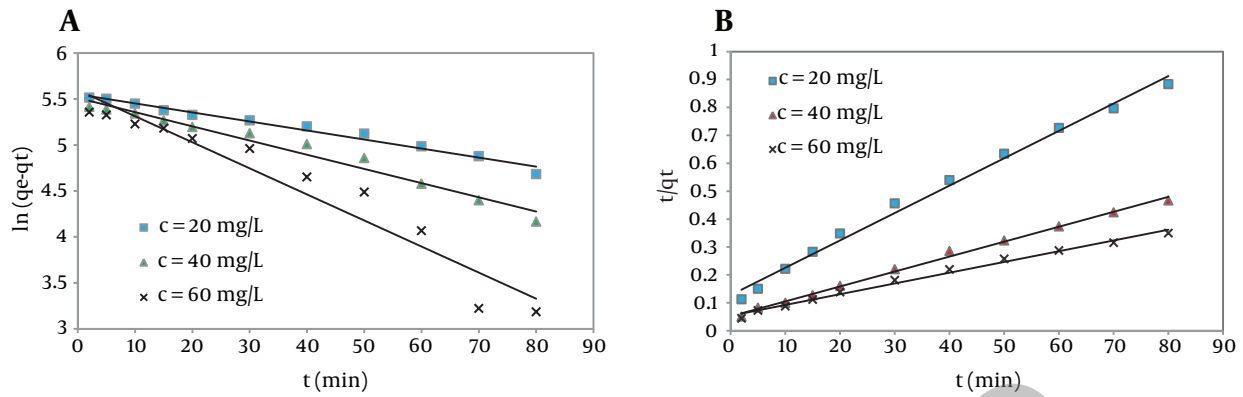 A
6
5.5
5
4.5
4
3.5
3
0 10 20 30 40 50 60 70 80 90
ln (qe-qt)
t (min)
c = 20 mg/L
c = 40 mg/L
c = 60 mg/L
B
1
0.9
0.8
0.7
0.6
0.5
0.4
0.3
0.2
0.1
0
0 10 20 30 40 50 60 70 80 90
t/qt
t (min)
c = 20 mg/L
c = 40 mg/L
c = 60 mg/L